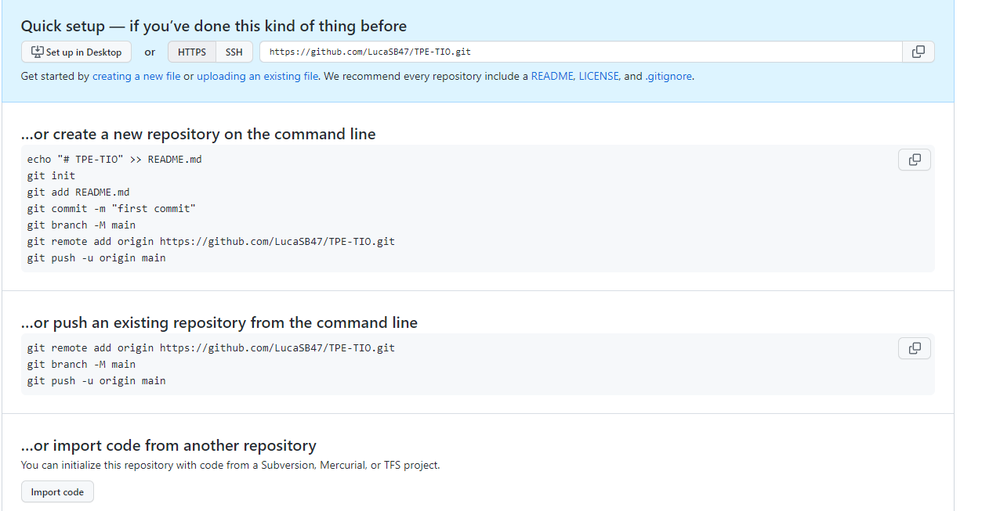 Quick setup — if you’ve done this kind of thing before
Set up in Desktop or HTTPS SSH https://github.com/LucaSB47/TPE-TIO.git
Get started by creating a new file or uploading an existing file. We recommend every repository include a README, LICENSE, and .gitignore.
…or create a new repository on the command line
echo "# TPE-TIO" >> README.md
git init
git add README.md
git commit -m "first commit"
git branch -M main
git remote add origin https://github.com/LucaSB47/TPE-TIO.git
git push -u origin main
…or push an existing repository from the command line
git remote add origin https://github.com/LucaSB47/TPE-TIO.git
git branch -M main
git push -u origin main
…or import code from another repository
You can initialize this repository with code from a Subversion, Mercurial, or TFS project.
Import code